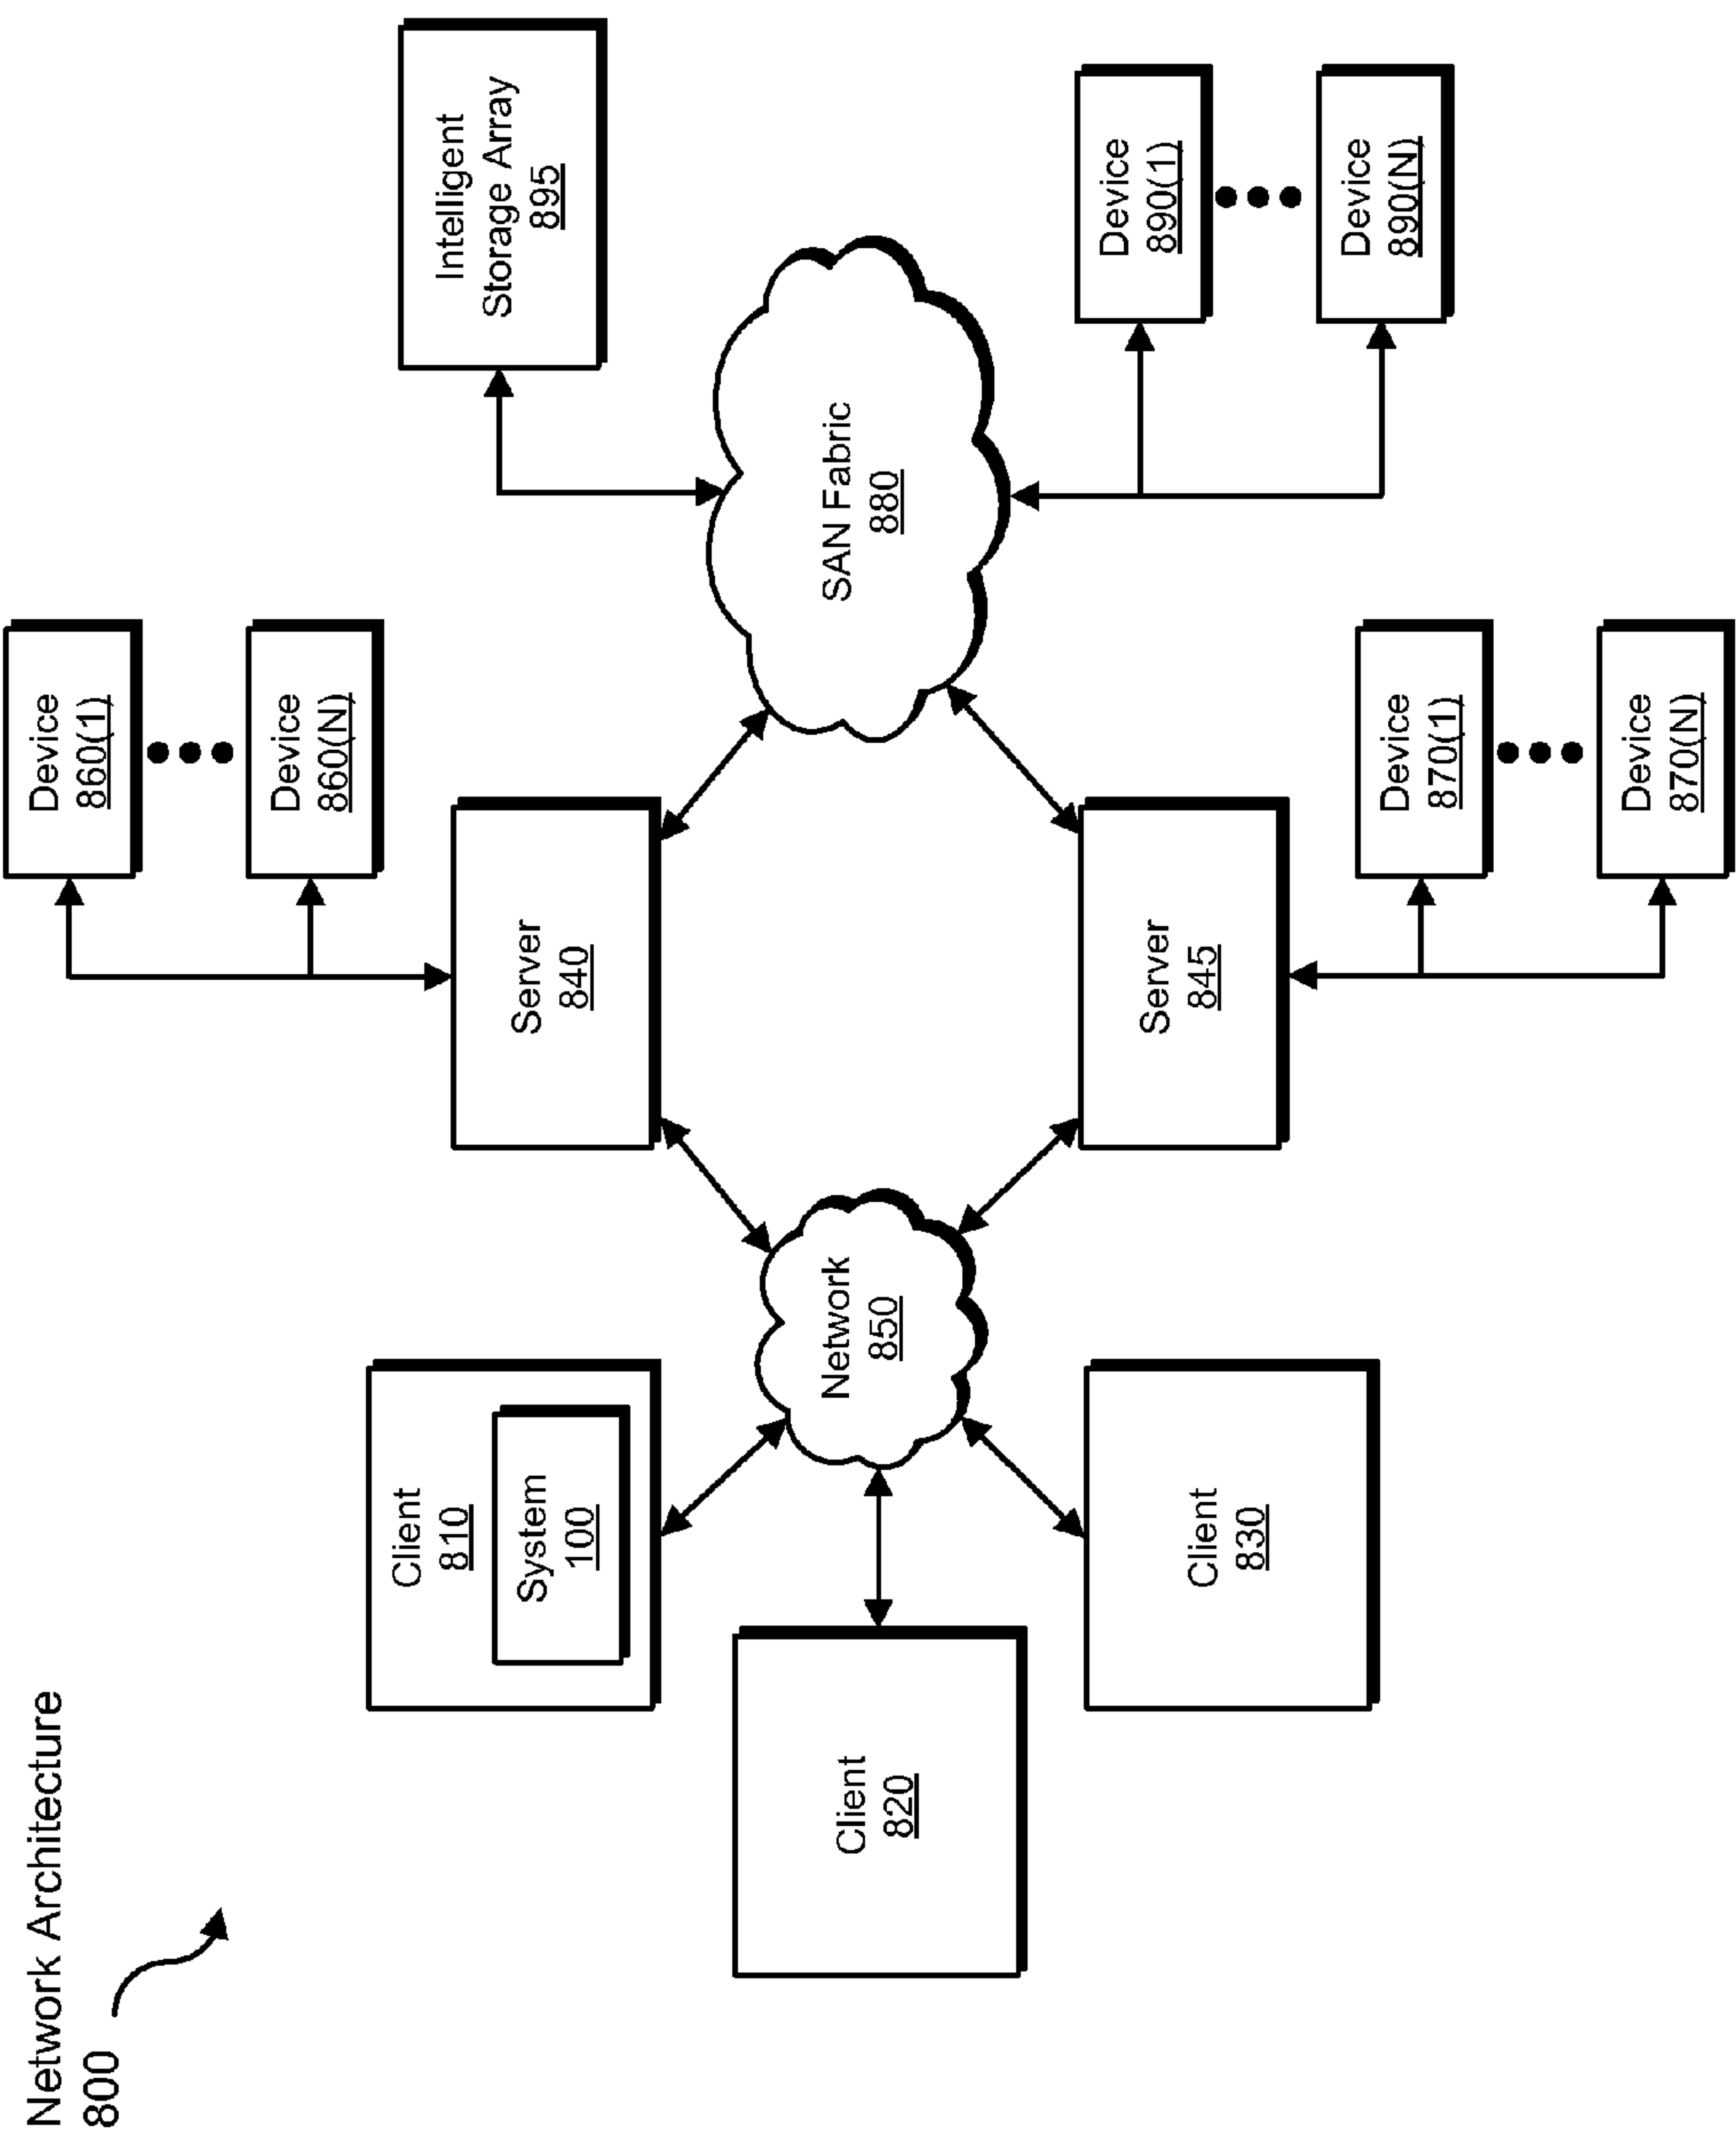 Network Architecture
800
Device
860(1)
Device
860(N)
Intelligent
Storage Array
895
Client
810
System
100
Server
840
Client
820
Network
850
SAN Fabric
880
Client
830
Server
845
Device
890(1)
Device
890(N)
Device
870(1)
Device
870(N)